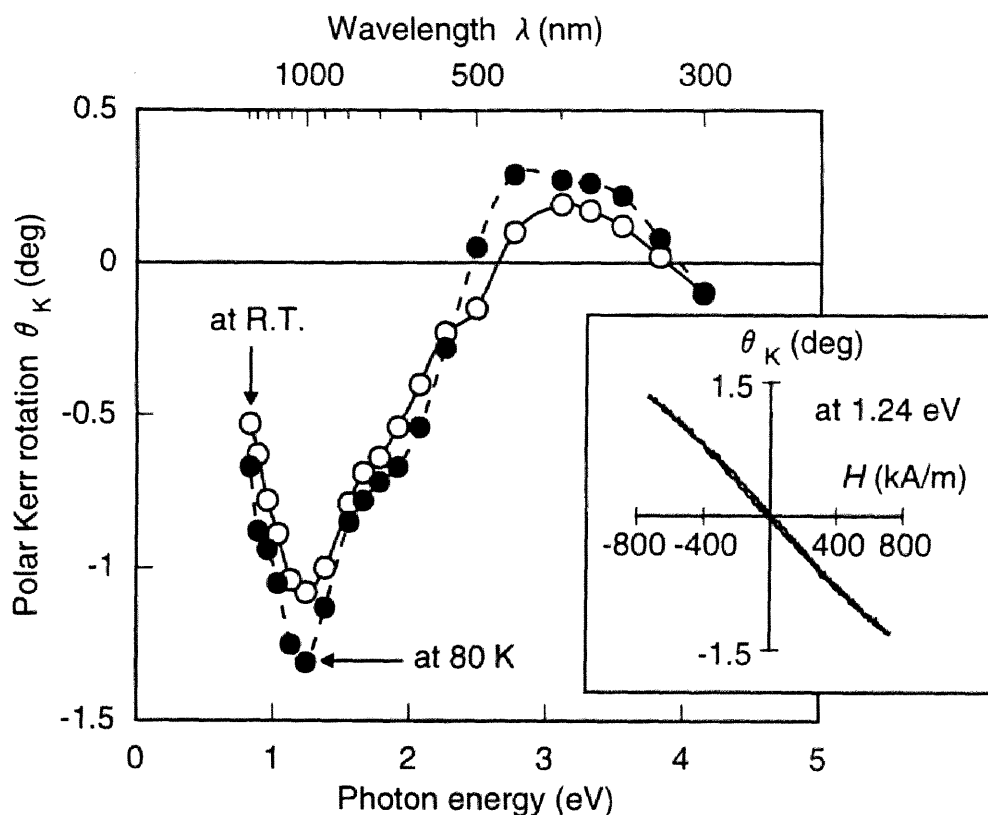 Wavelength λ (nm)
1000 500 300
0.5
0
-0.5
-1
-1.5
Polar Kerr rotation θ K (deg)
at R.T.
at 80 K
θ K (deg)
1.5
at 1.24 eV
H (kA/m)
-800 -400 400 800
-1.5
0 1 2 3 4 5
Photon energy (eV)